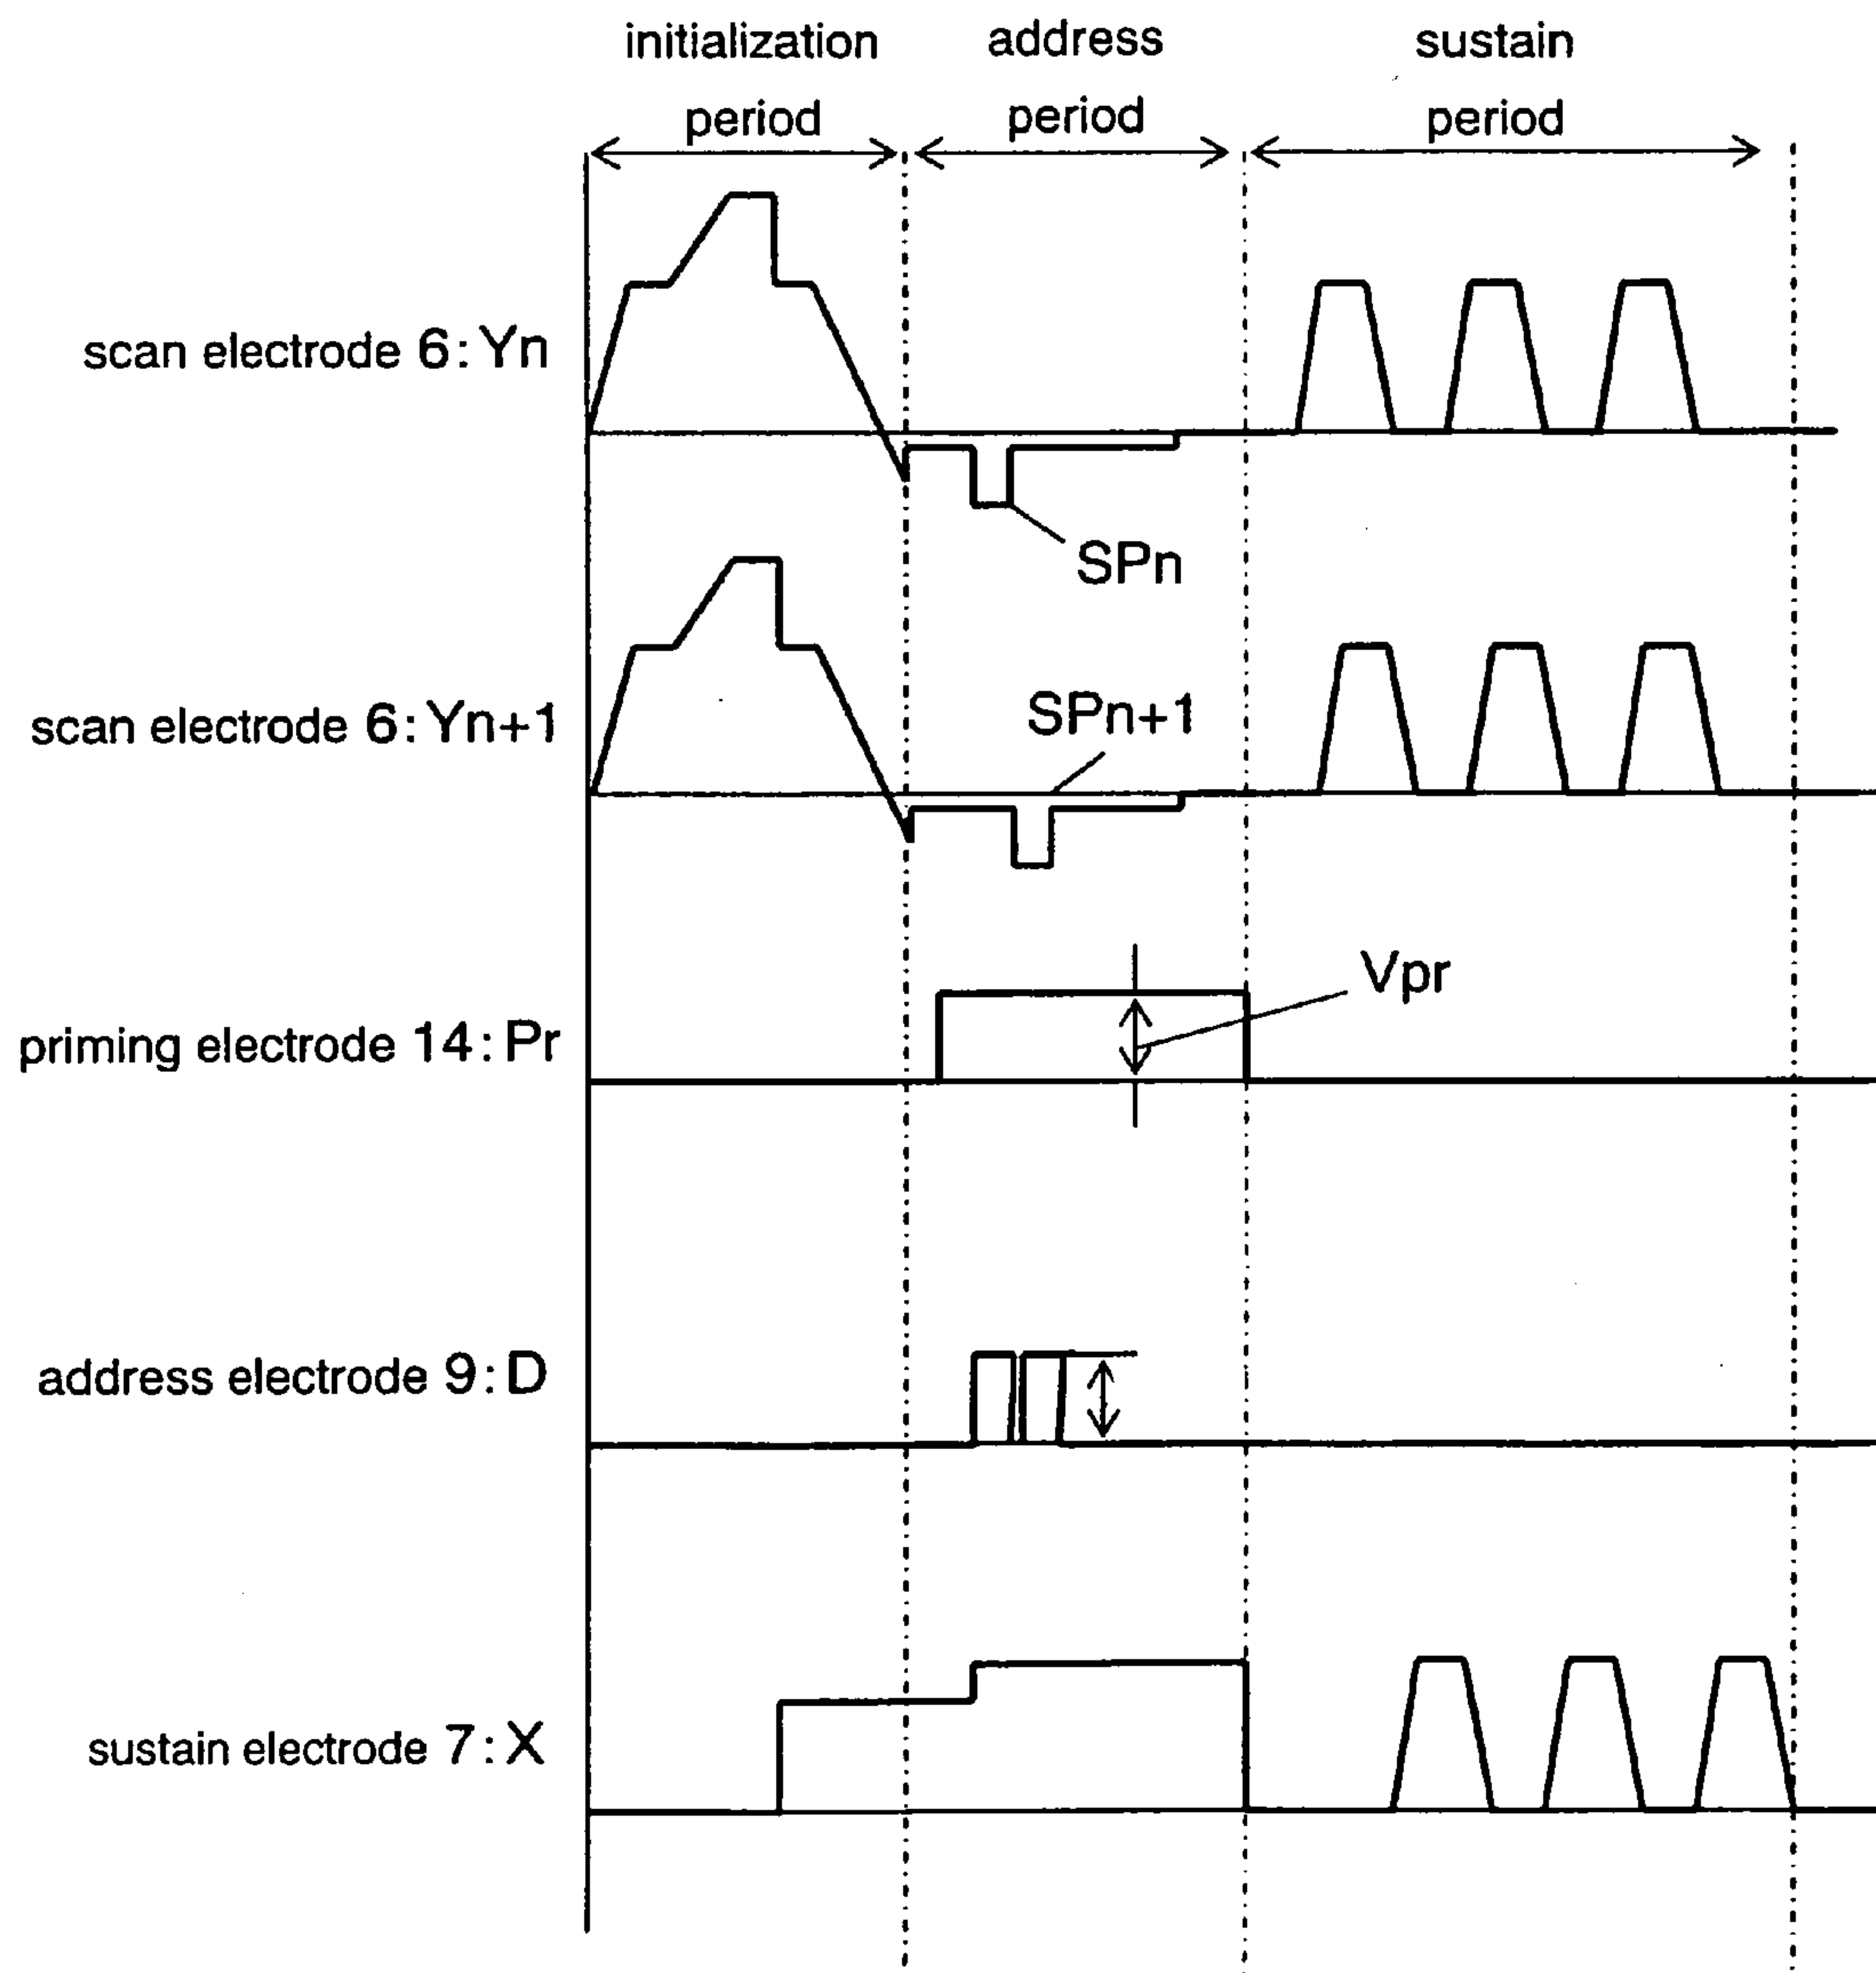 initialization
period
address
period
sustain
period
scan electrode 6:Yn
SPn
scan electrode 6:Yn+1
SPn+1
priming electrode 14:Pr
Vpr
address electrode 9:D
sustain electrode 7:X